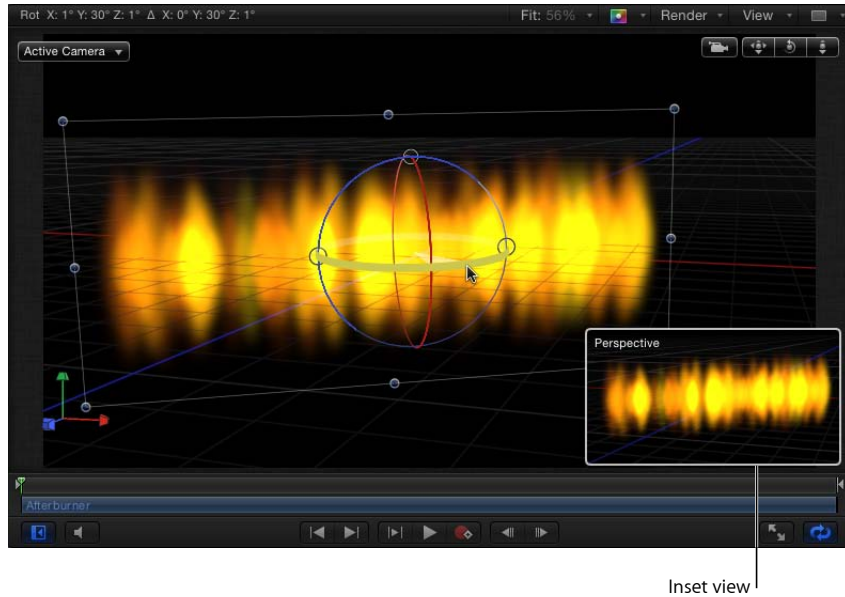 Rot X: 1° Y: 30° Z: 1° Δ X: 0° Y: 30° Z: 1°
Fit: 56% Render View
Active Camera
Perspective
Afterburner
Inset view